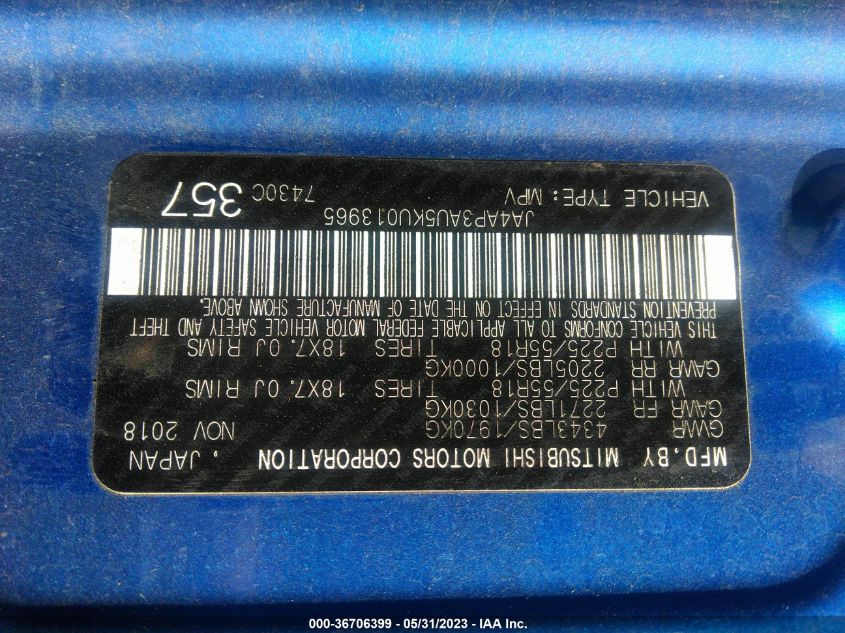 MFD. BY MITSUBISHI MOTORS CORPORATION , JAPAN
GVWR 4343LBS/1970KG NOV 2018
GAWR FR 2271LBS/1030KG
WITH P225/55R18 TIRES 18X7.0J RIMS
GAWR RR 2205LBS/1000KG
WITH P225/55R18 TIRES 18X7.0J RIMS
THIS VEHICLE CONFORMS TO ALL APPLICABLE FEDERAL MOTOR VEHICLE SAFETY AND THEFT
PREVENTION STANDARDS IN EFFECT ON THE DATE OF MANUFACTURE SHOWN ABOVE.
JA4AP3AU5KU013965
VEHICLE TYPE: MPV 7430C 357
000-36706399 - 05/31/2023 - IAA Inc.